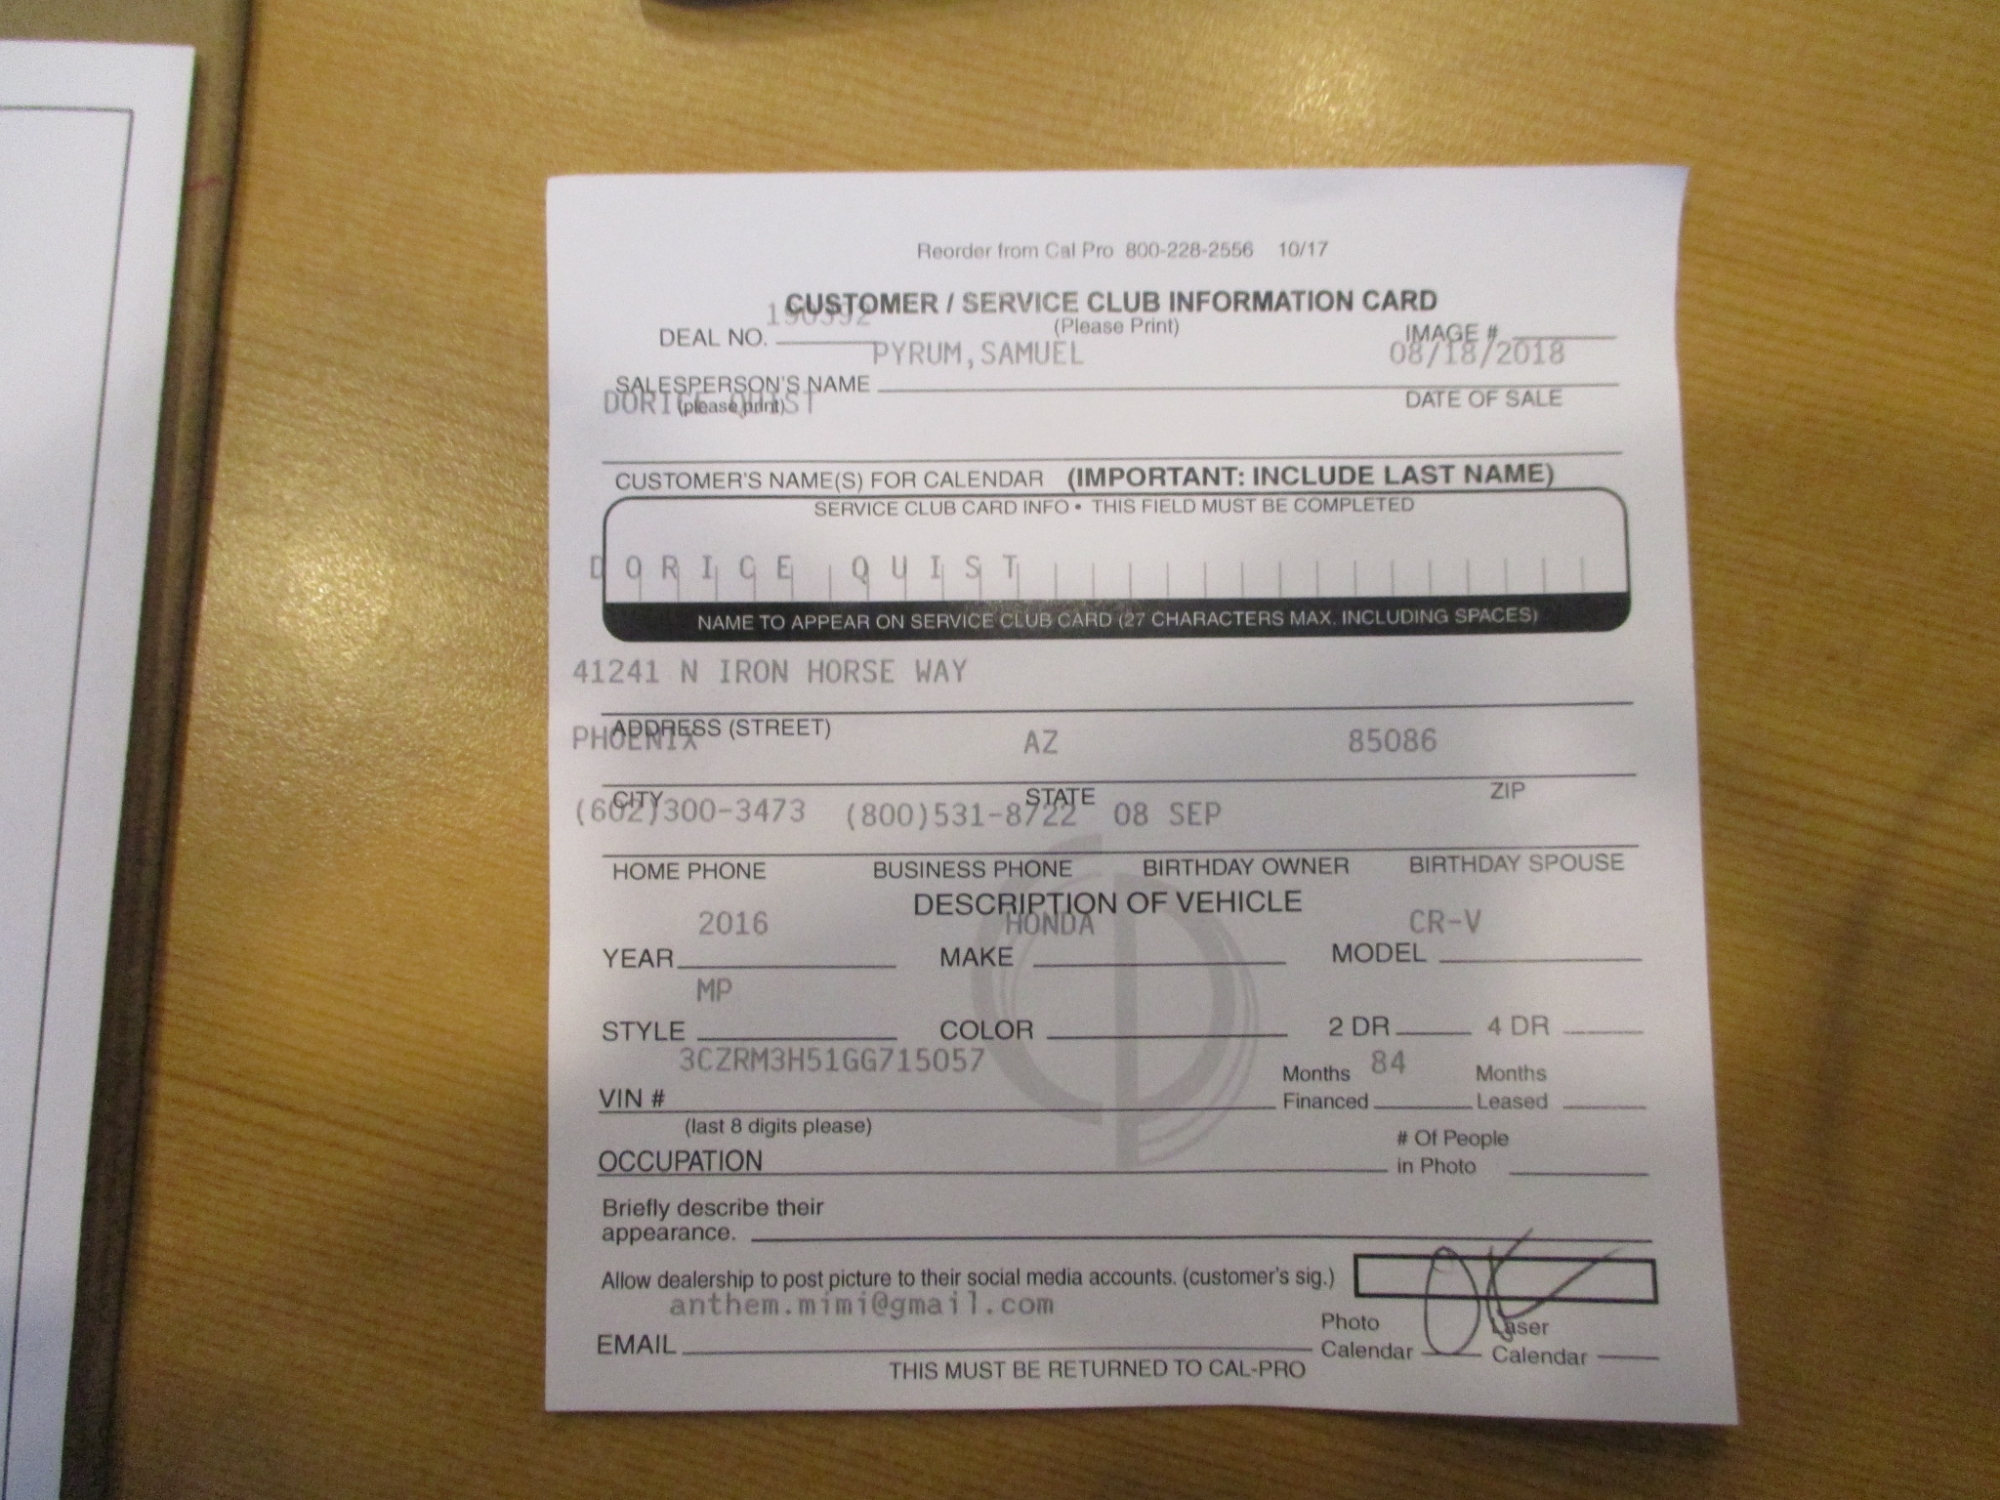 Reorder from Cal Pro 800-228-2556 10/17
CUSTOMER / SERVICE CLUB INFORMATION CARD
(Please Print)
DEAL NO. IMAGE #
PYRUM,SAMUEL 08/18/2018
SALESPERSON'S NAME
DORICE QUIST (please print) DATE OF SALE
CUSTOMER'S NAME(S) FOR CALENDAR (IMPORTANT: INCLUDE LAST NAME)
SERVICE CLUB CARD INFO • THIS FIELD MUST BE COMPLETED
DORICE QUIST
NAME TO APPEAR ON SERVICE CLUB CARD (27 CHARACTERS MAX. INCLUDING SPACES)
41241 N IRON HORSE WAY
ADDRESS (STREET)
PHOENIX AZ 85086
CITY STATE ZIP
(602)300-3473 (800)531-8722 08 SEP
HOME PHONE BUSINESS PHONE BIRTHDAY OWNER BIRTHDAY SPOUSE
DESCRIPTION OF VEHICLE
2016 HONDA CR-V
YEAR MAKE MODEL
MP
STYLE COLOR 2 DR 4 DR
3CZRM3H51GG715057 84
VIN # Months Financed Months Leased
(last 8 digits please)
OCCUPATION # Of People in Photo
Briefly describe their
appearance.
Allow dealership to post picture to their social media accounts. (customer's sig.)
anthem.mimi@gmail.com
EMAIL Photo Calendar Laser Calendar
THIS MUST BE RETURNED TO CAL-PRO